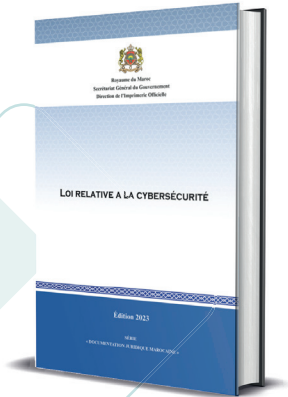 Royaume du Maroc
Secrétariat Général du Gouvernement
Direction de l'Imprimerie Officielle
LOI RELATIVE A LA CYBERSÉCURITÉ
Édition 2023
SÉRIE
« DOCUMENTATION JURIDIQUE MAROCAINE »